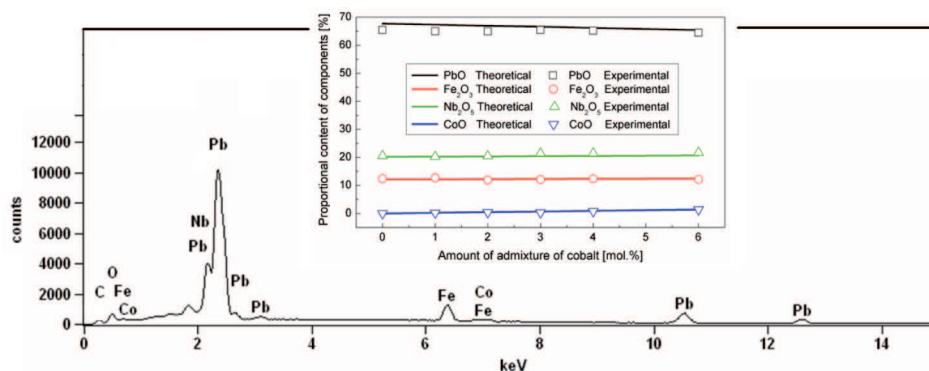 70
60
50
40
30
20
10
0
Proportional content of components [%]
PbO Theoretical PbO Experimental
Fe₂O₃ Theoretical Fe₂O₃ Experimental
Nb₂O₅ Theoretical Nb₂O₅ Experimental
CoO Theoretical CoO Experimental
0 1 2 3 4 6
Amount of admixture of cobalt [mol.%]
12000
10000
8000
6000
4000
2000
0
counts
Pb
Nb
Pb
O
Pb
C Fe
Co
Pb
Fe
Co
Fe
Pb
Pb
0 2 4 6 8 10 12 14
keV